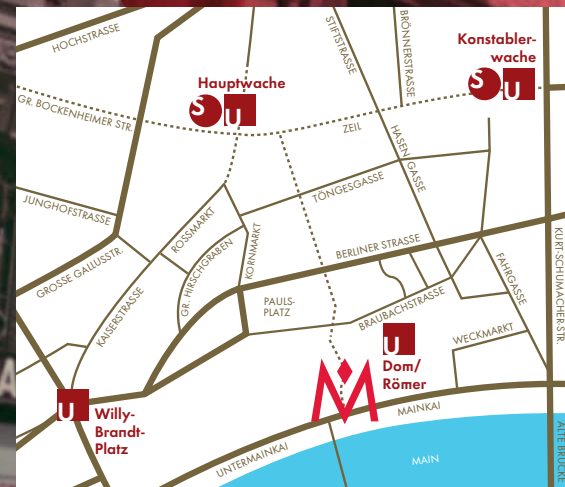 HOCHSTRASSE
STIFTSTRASSE
BRÖNNERSTRASSE
Konstabler-
wache
S U
Hauptwache
S U
GR. BOCKENHEIMER STR.
ZEIL
HASENGASSE
TÖNGESGASSE
JUNGHOFSTRASSE
ROSSMARKT
KORNMARKT
GR. HIRSCHGRABEN
BERLINER STRASSE
GROSSE GALLUSSTR.
KAISERSTRASSE
FAHRGASSE
KURT-SCHUMACHER-STR.
PAULS-
PLATZ
BRAUBACHSTRASSE
WECKMARKT
U
Dom/
Römer
M
U
Willy-
Brandt-
Platz
MAINKAI
UNTERMAINKAI
MAIN
ALTE BRÜCKE
A